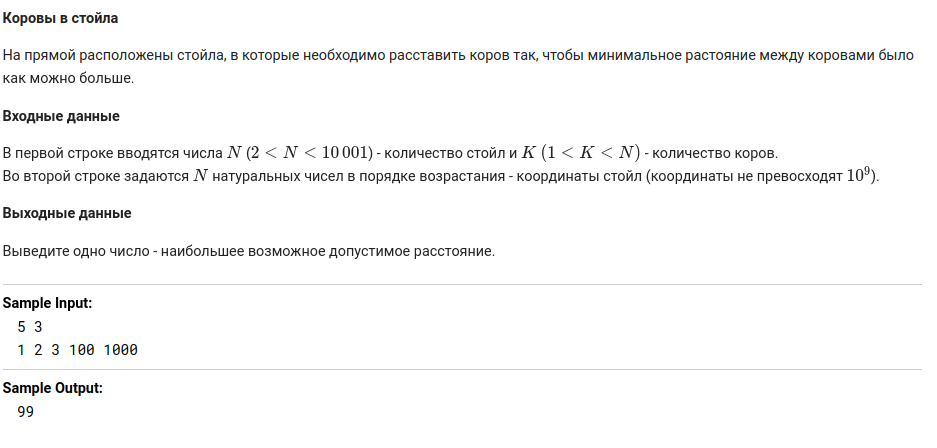 Коровы в стойла
На прямой расположены стойла, в которые необходимо расставить коров так, чтобы минимальное растояние между коровами было
как можно больше.
Входные данные
В первой строке вводятся числа N (2 < N < 10 001) - количество стойл и K (1 < K < N) - количество коров.
Во второй строке задаются N натуральных чисел в порядке возрастания - координаты стойл (координаты не превосходят 10⁹).
Выходные данные
Выведите одно число - наибольшее возможное допустимое расстояние.
Sample Input:
5 3
1 2 3 100 1000
Sample Output:
99